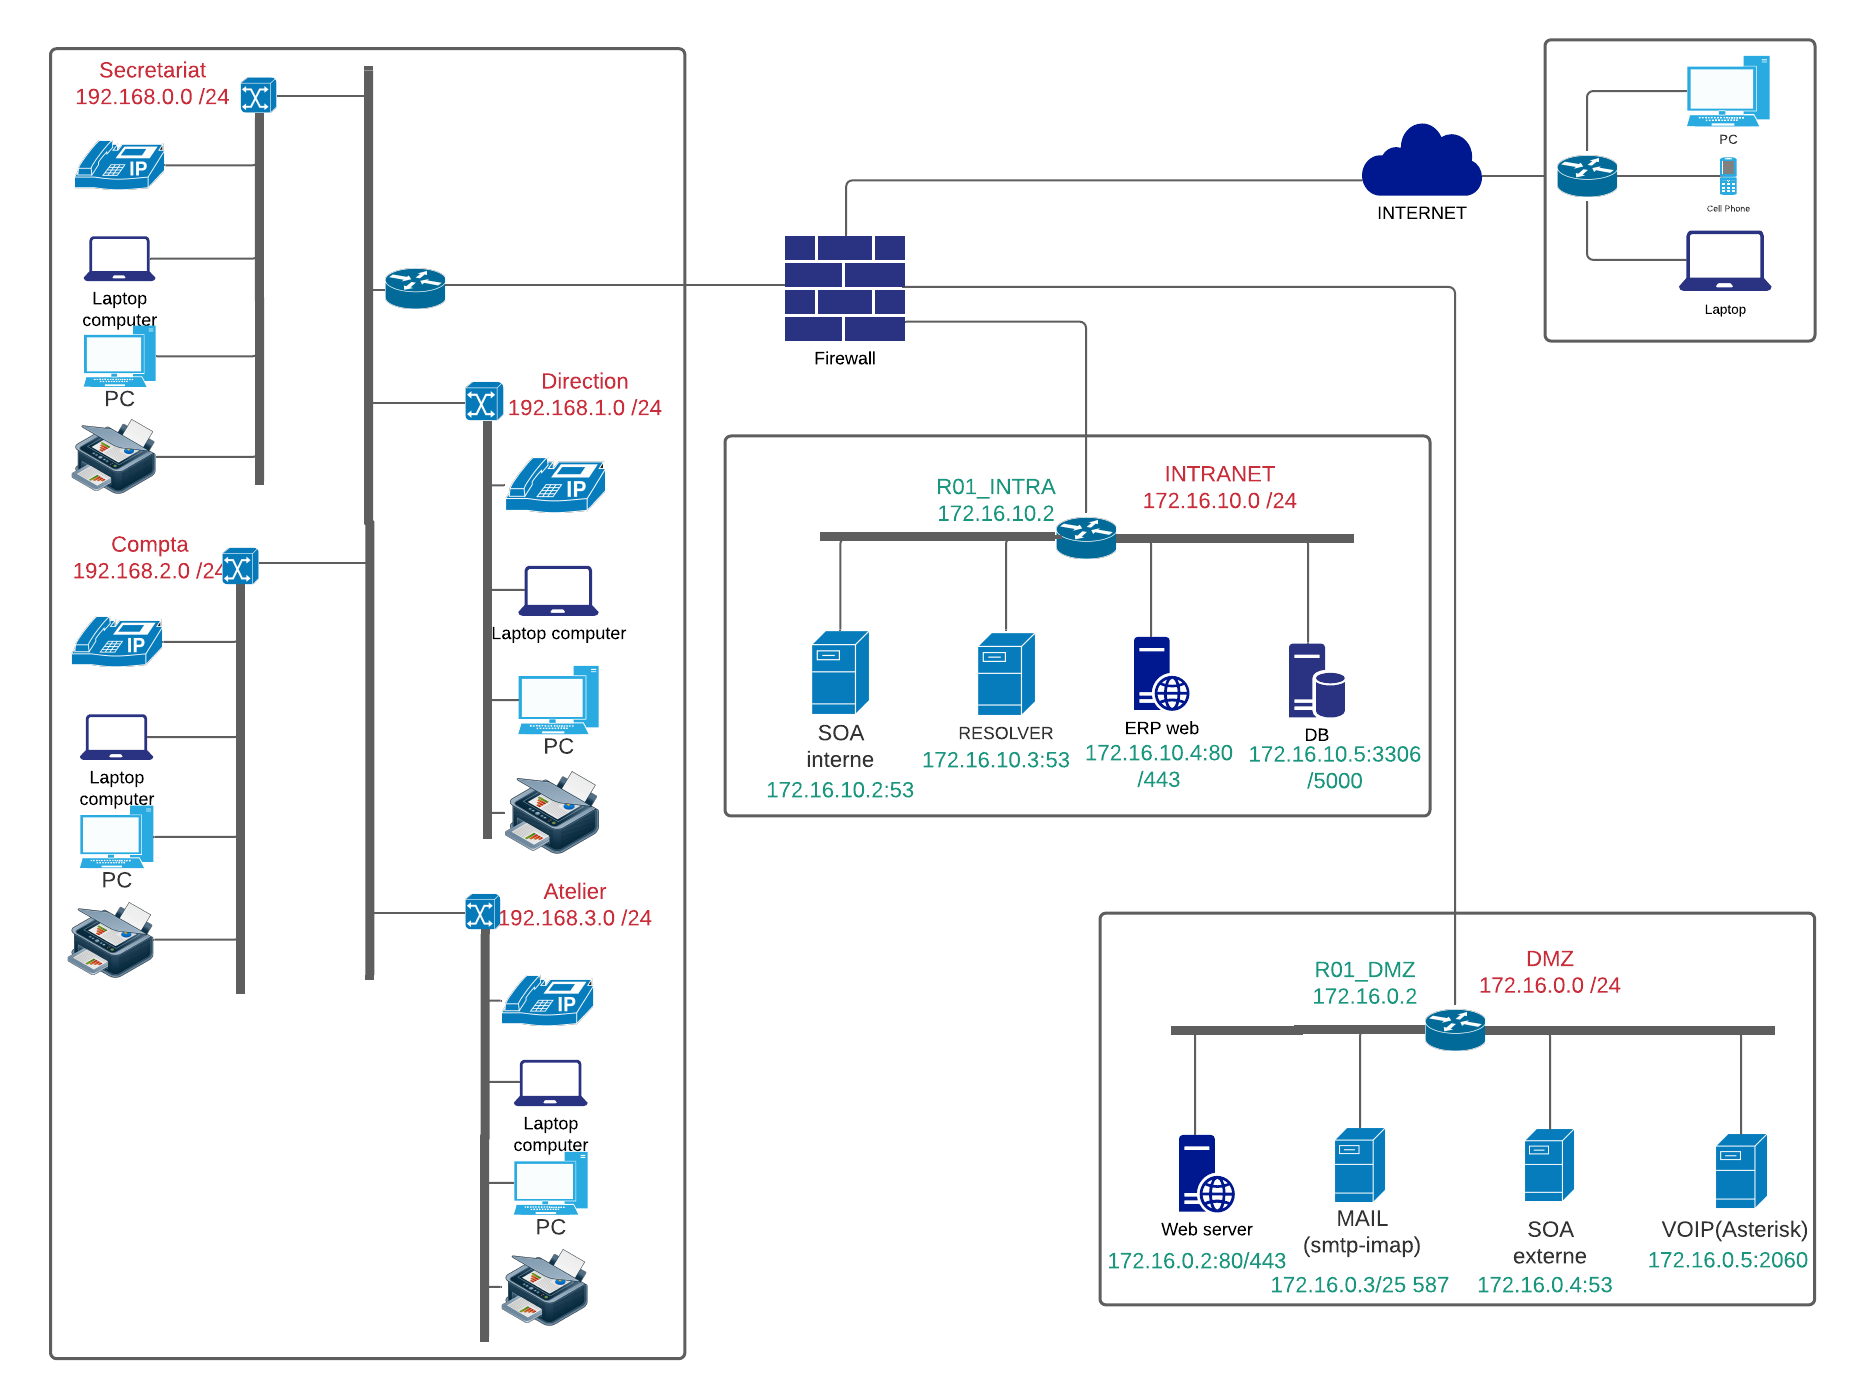 Secretariat
192.168.0.0 /24
IP
Laptop
computer
PC
Compta
192.168.2.0 /24
IP
Laptop
computer
PC
Direction
192.168.1.0 /24
IP
Laptop computer
PC
Atelier
192.168.3.0 /24
IP
Laptop
computer
PC
Firewall
INTERNET
PC
Cell Phone
Laptop
R01_INTRA
172.16.10.2
INTRANET
172.16.10.0 /24
SOA
interne
172.16.10.2:53
RESOLVER
172.16.10.3:53
ERP web
172.16.10.4:80
/443
DB
172.16.10.5:3306
/5000
R01_DMZ
172.16.0.2
DMZ
172.16.0.0 /24
Web server
172.16.0.2:80/443
MAIL
(smtp-imap)
172.16.0.3/25 587
SOA
externe
172.16.0.4:53
VOIP(Asterisk)
172.16.0.5:2060